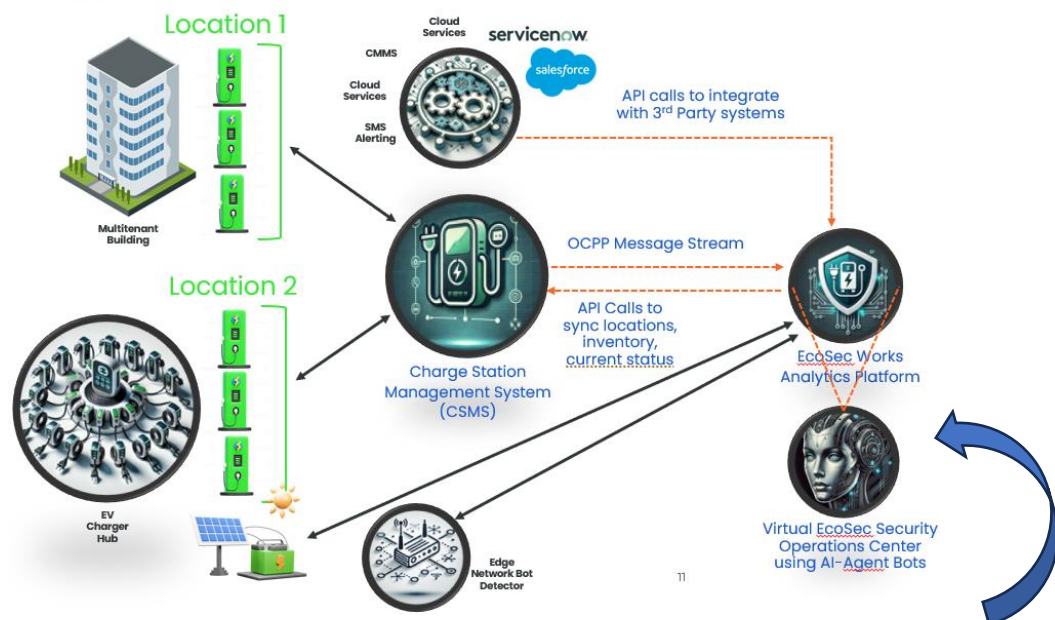 Location 1
Multitenant
Building
Location 2
EV
Charger
Hub
Cloud
Services
servicenow
CMMS
salesforce
Cloud
Services
SMS
Alerting
API calls to integrate
with 3rd Party systems
OCPP Message Stream
API Calls to
sync locations,
inventory,
current status
Charge Station
Management System
(CSMS)
EcoSec Works
Analytics Platform
Edge
Network Bot
Detector
Virtual EcoSec Security
Operations Center
using AI-Agent Bots
11